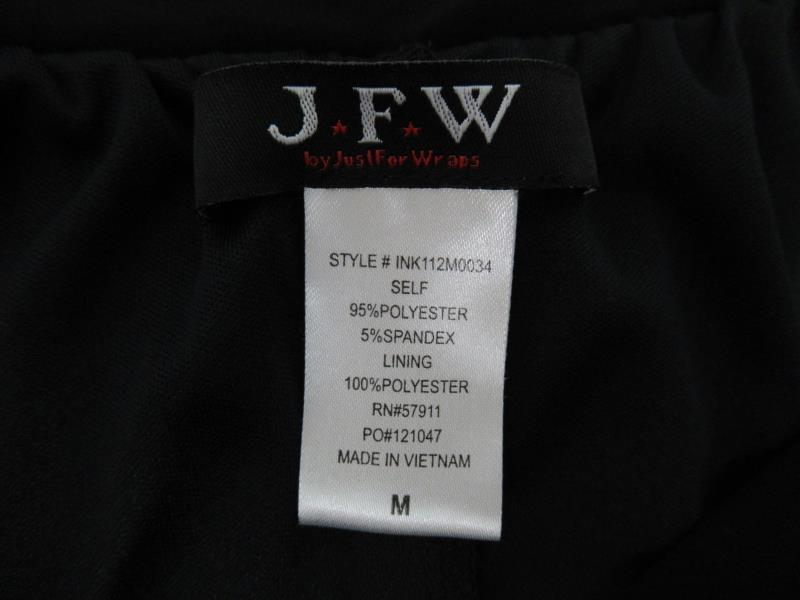 J★F★W
by JustForWraps
STYLE # INK112M0034
SELF
95%POLYESTER
5%SPANDEX
LINING
100%POLYESTER
RN#57911
PO#121047
MADE IN VIETNAM
M